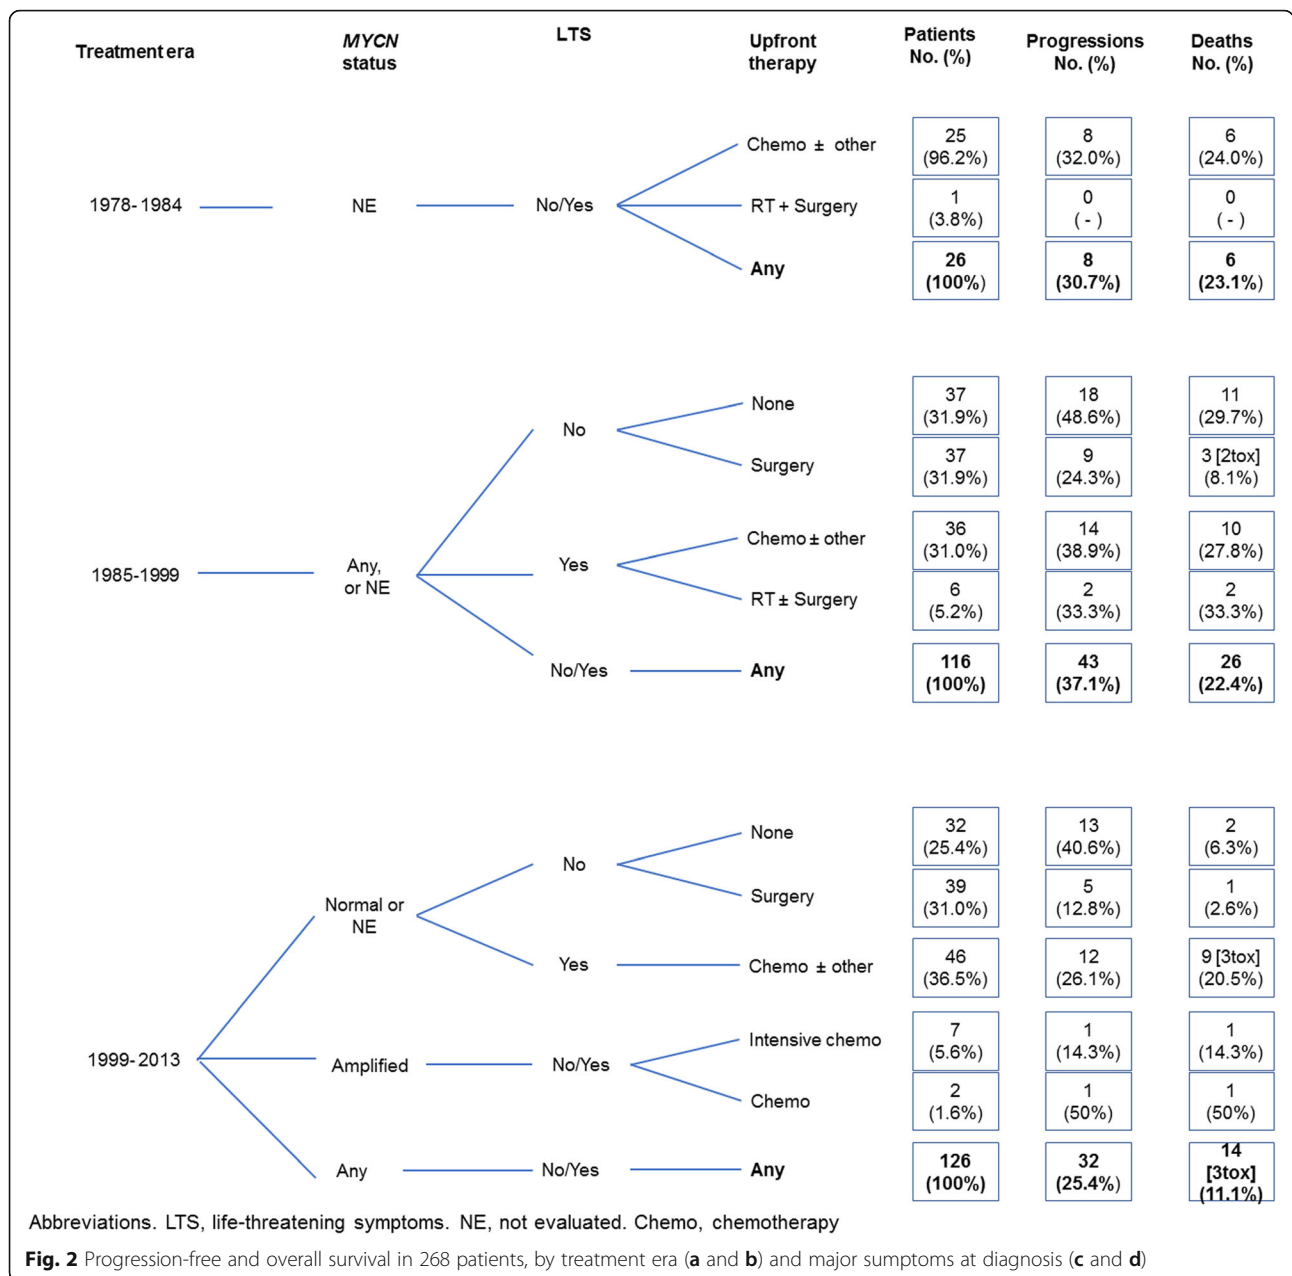 Treatment era
MYCN
status
LTS
Upfront
therapy
Patients
No. (%)
Progressions
No. (%)
Deaths
No. (%)
1978-1984
NE
No/Yes
Chemo ± other
25
(96.2%)
8
(32.0%)
6
(24.0%)
RT + Surgery
1
(3.8%)
0
( - )
0
( - )
Any
26
(100%)
8
(30.7%)
6
(23.1%)
1985-1999
Any,
or NE
No
None
37
(31.9%)
18
(48.6%)
11
(29.7%)
Surgery
37
(31.9%)
9
(24.3%)
3 [2tox]
(8.1%)
Yes
Chemo ± other
36
(31.0%)
14
(38.9%)
10
(27.8%)
RT ± Surgery
6
(5.2%)
2
(33.3%)
2
(33.3%)
No/Yes
Any
116
(100%)
43
(37.1%)
26
(22.4%)
1999-2013
Normal or
NE
No
None
32
(25.4%)
13
(40.6%)
2
(6.3%)
Surgery
39
(31.0%)
5
(12.8%)
1
(2.6%)
Yes
Chemo ± other
46
(36.5%)
12
(26.1%)
9 [3tox]
(20.5%)
Amplified
No/Yes
Intensive chemo
7
(5.6%)
1
(14.3%)
1
(14.3%)
Chemo
2
(1.6%)
1
(50%)
1
(50%)
Any
No/Yes
Any
126
(100%)
32
(25.4%)
14
[3tox]
(11.1%)
Abbreviations. LTS, life-threatening symptoms. NE, not evaluated. Chemo, chemotherapy
Fig. 2 Progression-free and overall survival in 268 patients, by treatment era (a and b) and major sumptoms at diagnosis (c and d)